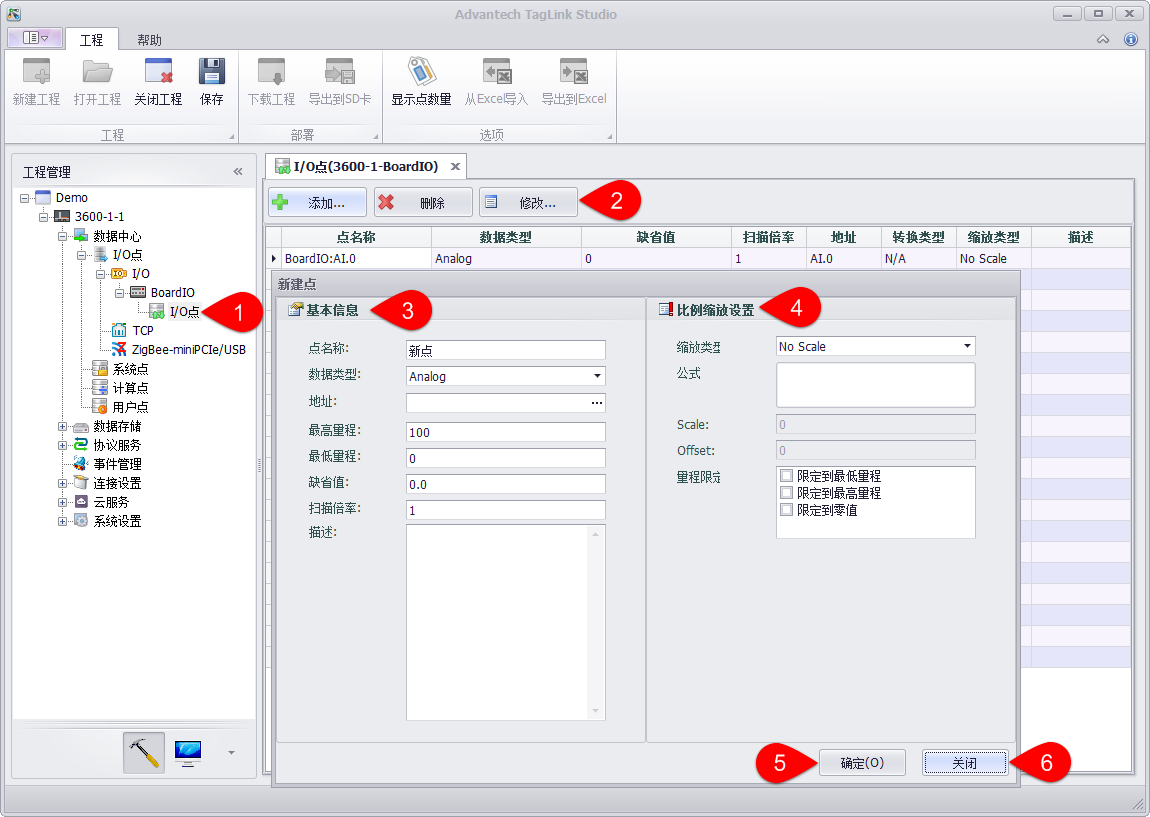 Advantech TagLink Studio
工程
帮助
新建工程
打开工程
关闭工程
保存
下载工程
导出到SD卡
显示点数量
从Excel导入
导出到Excel
工程
部署
选项
工程管理
Demo
3600-1-1
数据中心
I/O点
I/O
BoardIO
I/O点
TCP
ZigBee-miniPCIe/USB
系统点
计算点
用户点
数据存储
协议服务
事件管理
连接设置
云服务
系统设置
1
I/O点(3600-1-BoardIO)
添加...
删除
修改...
2
点名称 数据类型 缺省值 扫描倍率 地址 转换类型 缩放类型 描述
BoardIO:AI.0 Analog 0 1 AI.0 N/A No Scale
新建点
基本信息
3
点名称: 新点
数据类型: Analog
地址: ...
最高量程: 100
最低量程: 0
缺省值: 0.0
扫描倍率: 1
描述:
比例缩放设置
4
缩放类型 No Scale
公式
Scale: 0
Offset: 0
量程限定
限定到最低量程
限定到最高量程
限定到零值
5
确定(O)
关闭
6